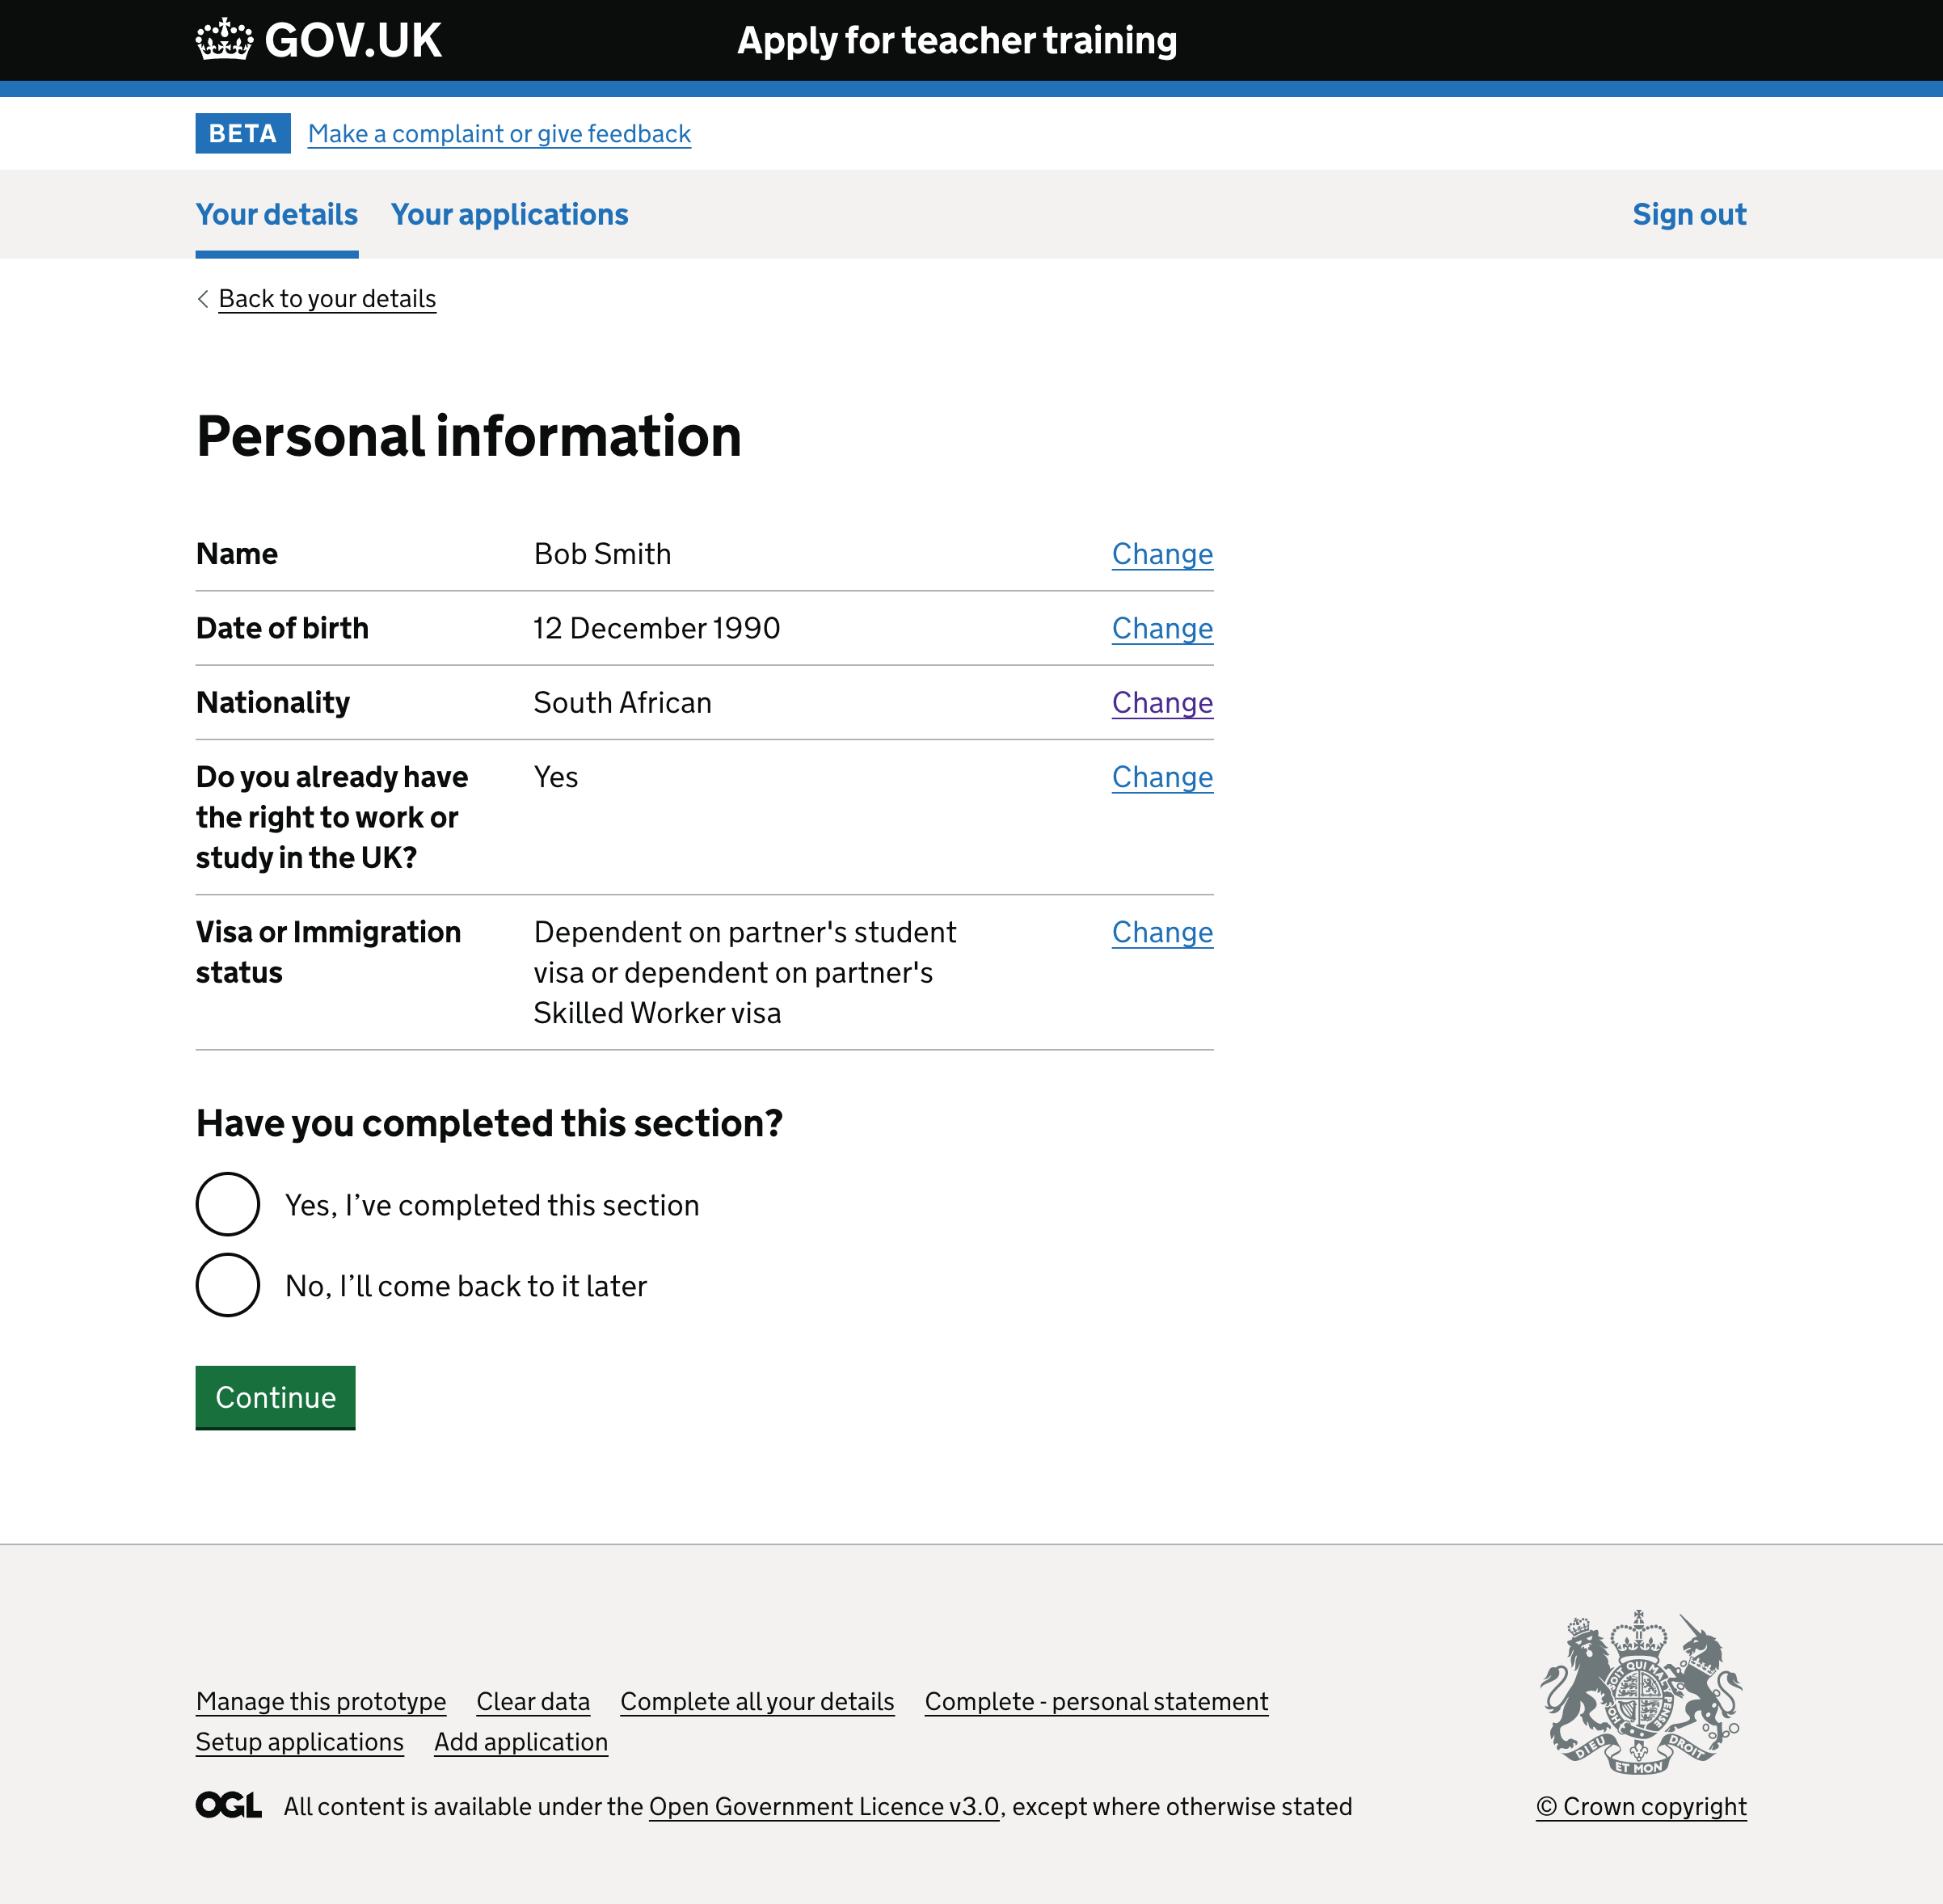 GOV.UK Apply for teacher training
BETA Make a complaint or give feedback
Your details Your applications Sign out
Back to your details
Personal information
Name Bob Smith Change
Date of birth 12 December 1990 Change
Nationality South African Change
Do you already have Yes Change
the right to work or
study in the UK?
Visa or Immigration Dependent on partner's student Change
status visa or dependent on partner's
Skilled Worker visa
Have you completed this section?
Yes, I’ve completed this section
No, I’ll come back to it later
Continue
Manage this prototype Clear data Complete all your details Complete - personal statement
Setup applications Add application
DIEU ET MON DROIT
OGL All content is available under the Open Government Licence v3.0, except where otherwise stated
© Crown copyright